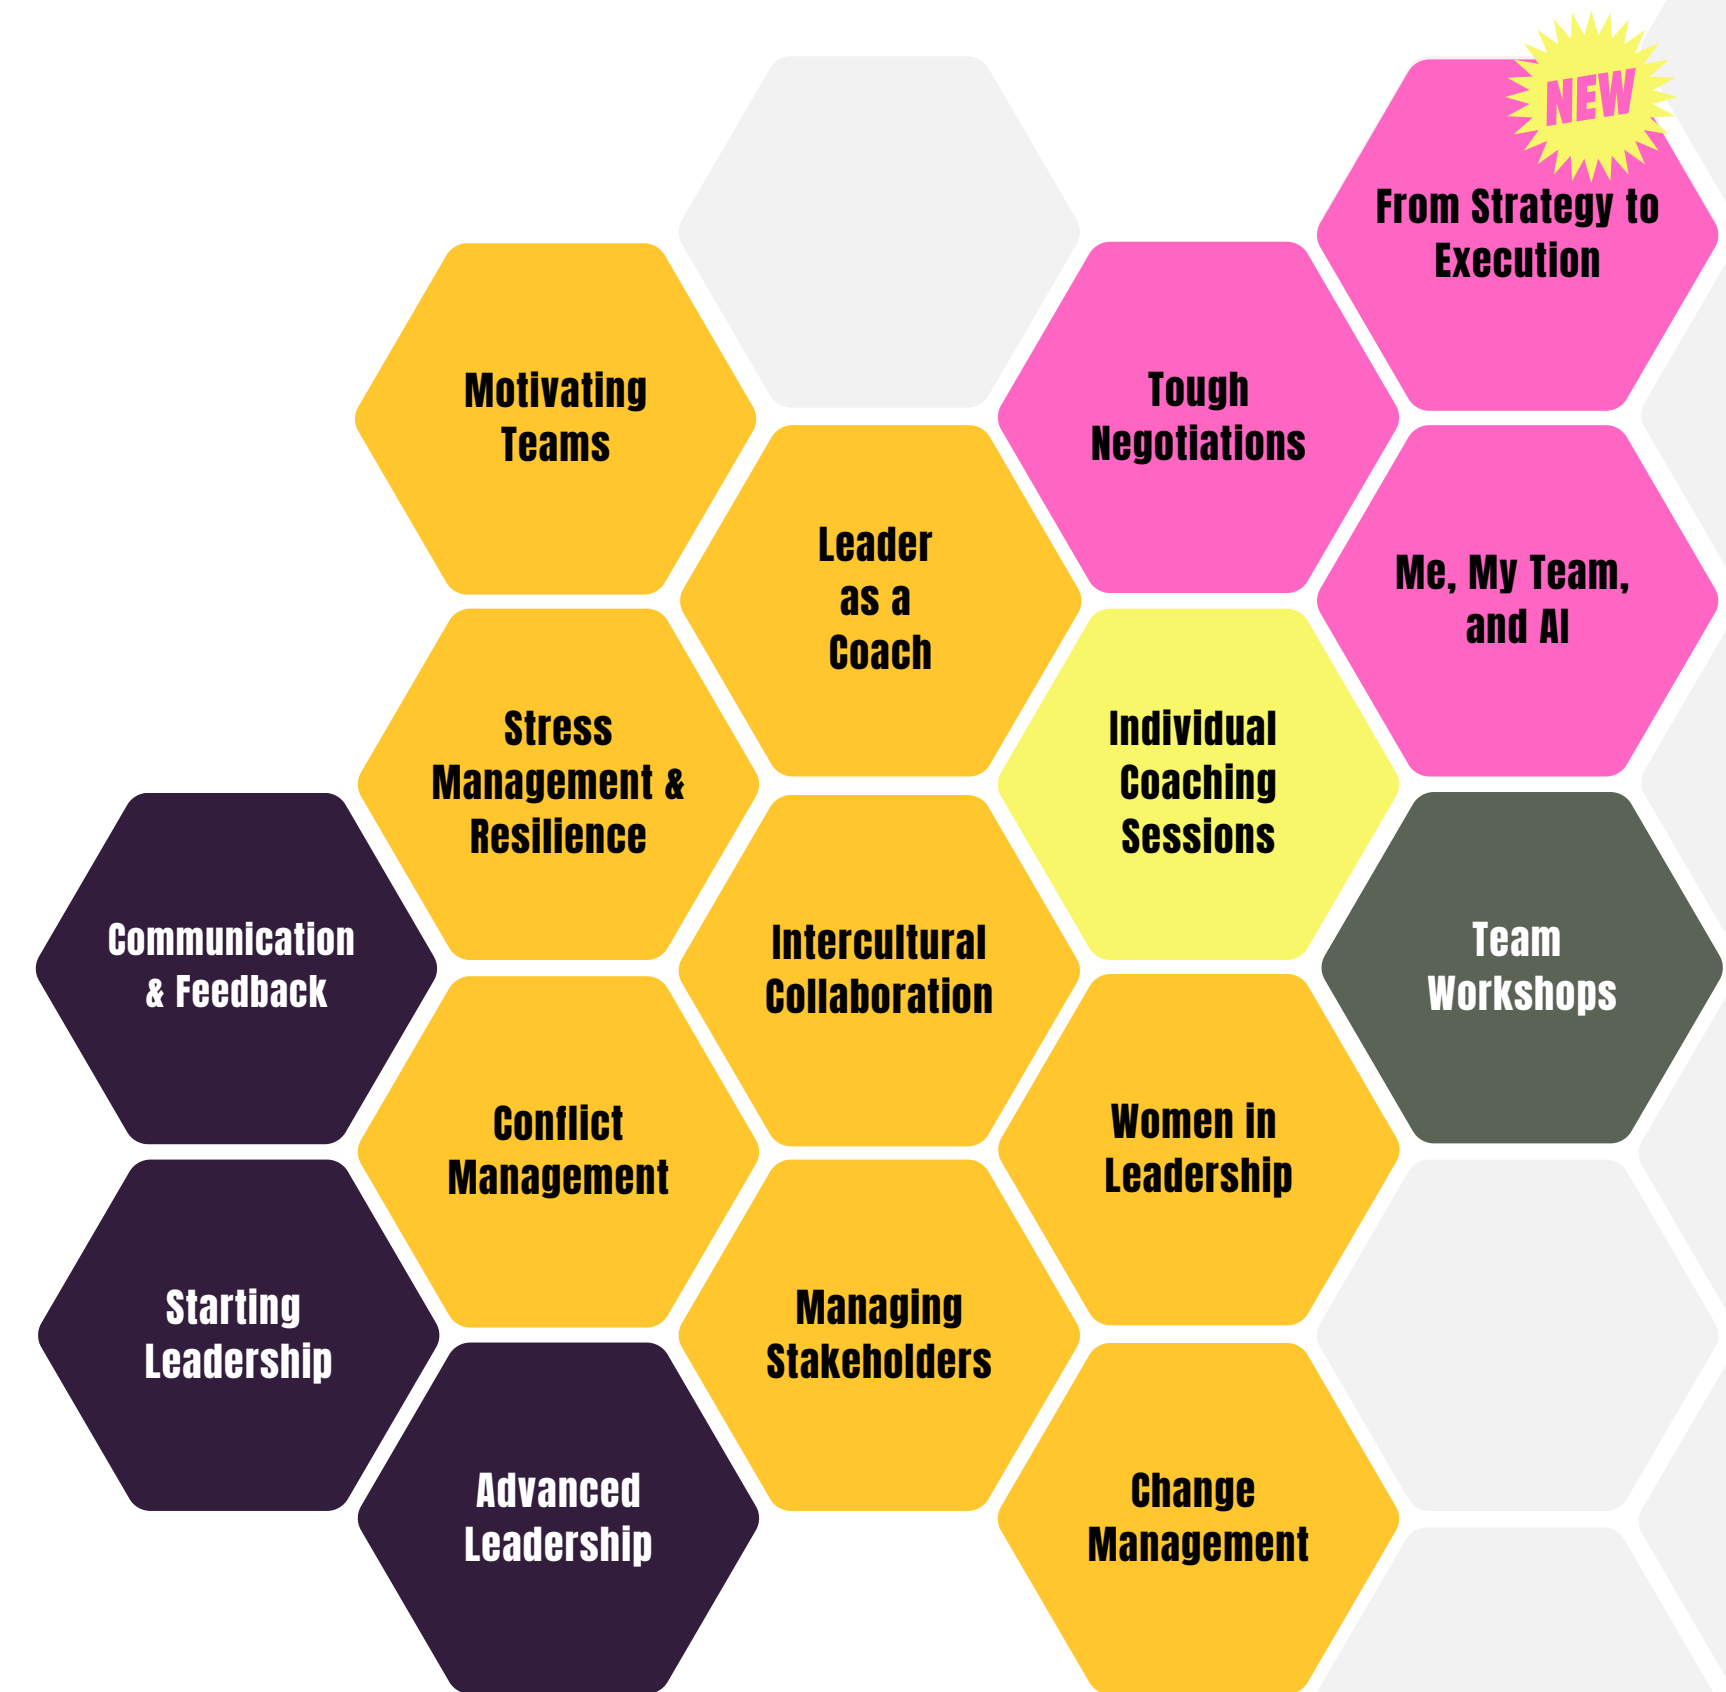 NEW
From Strategy to
Execution
Motivating
Teams
Tough
Negotiations
Leader
as a
Coach
Me, My Team,
and AI
Stress
Management &
Resilience
Individual
Coaching
Sessions
Communication
& Feedback
Intercultural
Collaboration
Team
Workshops
Conflict
Management
Women in
Leadership
Starting
Leadership
Managing
Stakeholders
Advanced
Leadership
Change
Management